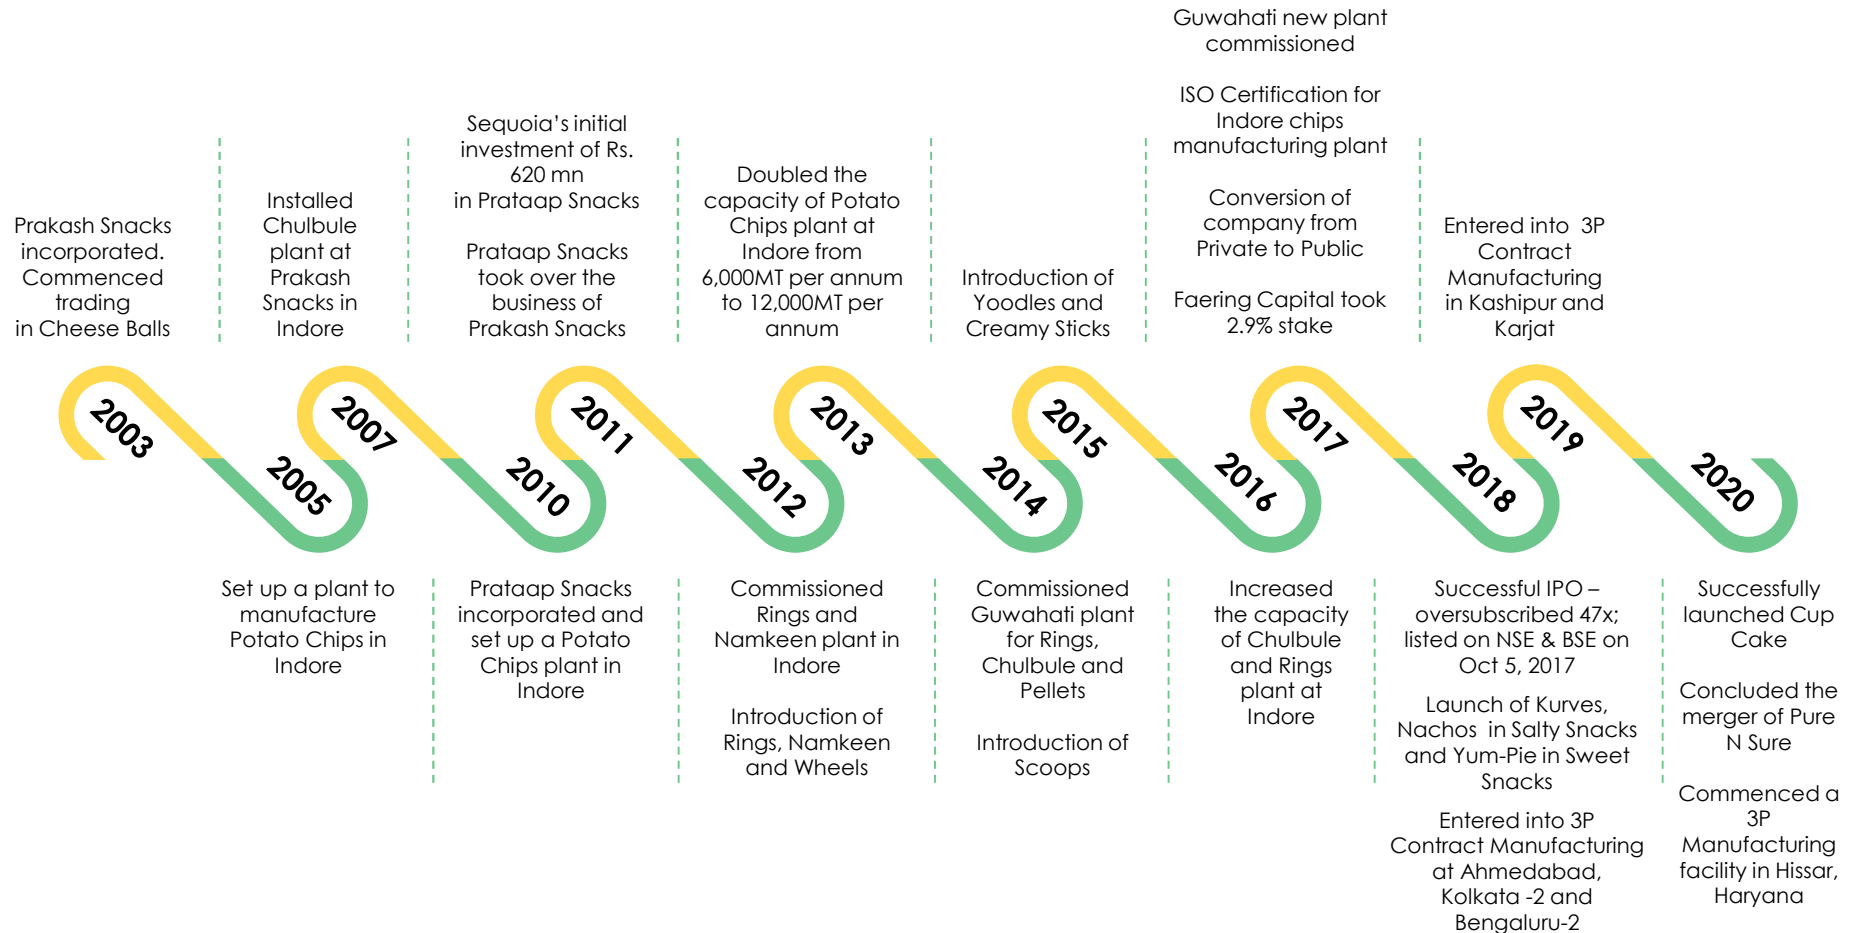 Prakash Snacks
incorporated.
Commenced
trading
in Cheese Balls
Installed
Chulbule
plant at
Prakash
Snacks in
Indore
Sequoia's initial
investment of Rs.
620 mn
in Prataap Snacks
Prataap Snacks
took over the
business of
Prakash Snacks
Doubled the
capacity of Potato
Chips plant at
Indore from
6,000MT per annum
to 12,000MT per
annum
Introduction of
Yoodles and
Creamy Sticks
Guwahati new plant
commissioned
ISO Certification for
Indore chips
manufacturing plant
Conversion of
company from
Private to Public
Faering Capital took
2.9% stake
Entered into 3P
Contract
Manufacturing
in Kashipur and
Karjat
2003
2005
2007
2010
2011
2012
2013
2014
2015
2016
2017
2018
2019
2020
Set up a plant to
manufacture
Potato Chips in
Indore
Prataap Snacks
incorporated and
set up a Potato
Chips plant in
Indore
Commissioned
Rings and
Namkeen plant in
Indore
Introduction of
Rings, Namkeen
and Wheels
Commissioned
Guwahati plant
for Rings,
Chulbule and
Pellets
Introduction of
Scoops
Increased
the capacity
of Chulbule
and Rings
plant at
Indore
Successful IPO –
oversubscribed 47x;
listed on NSE & BSE on
Oct 5, 2017
Launch of Kurves,
Nachos in Salty Snacks
and Yum-Pie in Sweet
Snacks
Entered into 3P
Contract Manufacturing
at Ahmedabad,
Kolkata -2 and
Bengaluru-2
Successfully
launched Cup
Cake
Concluded the
merger of Pure
N Sure
Commenced a
3P
Manufacturing
facility in Hissar,
Haryana